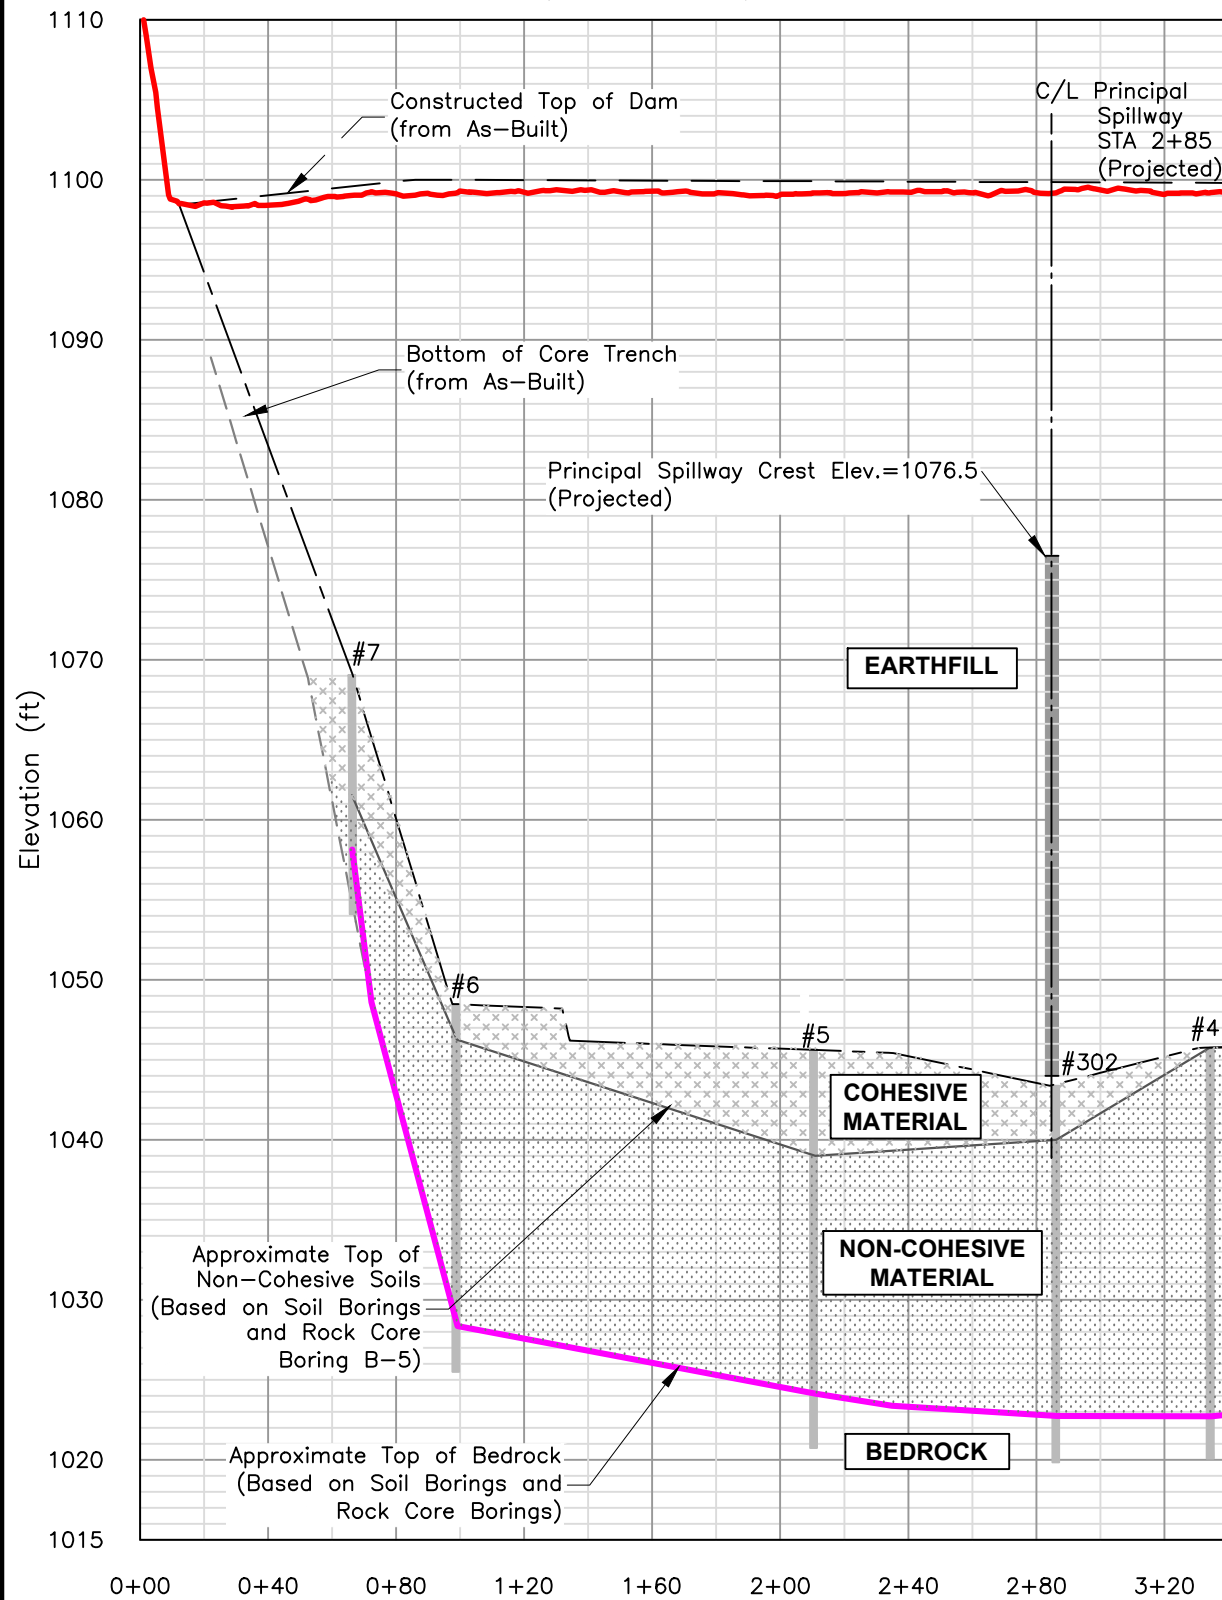 1110
Constructed Top of Dam
(from As-Built)
C/L Principal
Spillway
STA 2+85
(Projected)
1100
1090
Bottom of Core Trench
(from As-Built)
Principal Spillway Crest Elev.=1076.5
(Projected)
1080
#7
EARTHFILL
1070
Elevation (ft)
1060
1050
#6
#5
#4
#302
COHESIVE
MATERIAL
1040
NON-COHESIVE
MATERIAL
Approximate Top of
Non-Cohesive Soils
(Based on Soil Borings
and Rock Core
Boring B-5)
1030
BEDROCK
Approximate Top of Bedrock
(Based on Soil Borings and
Rock Core Borings)
1020
1015
0+00 0+40 0+80 1+20 1+60 2+00 2+40 2+80 3+20